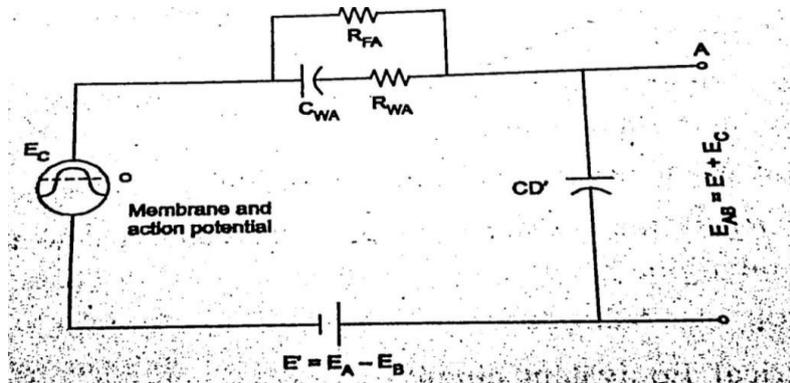 R_FA
A
C_WA
R_WA
E_C
o
CD'
E_AB = E' + E_C
Membrane and
action potential
E' = E_A − E_B